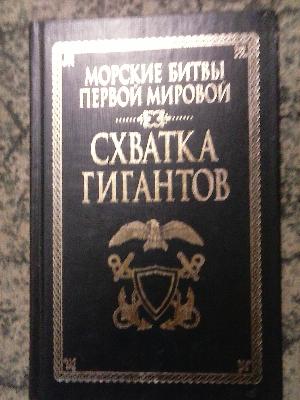 МОРСКИЕ БИТВЫ
ПЕРВОЙ МИРОВОЙ
СХВАТКА
ГИГАНТОВ